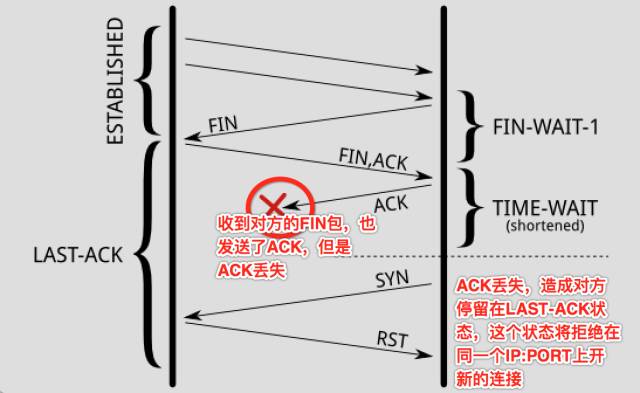 ESTABLISHED
FIN
FIN-WAIT-1
FIN,ACK
ACK
TIME-WAIT
(shortened)
收到对方的FIN包，也
发送了ACK，但是
ACK丢失
LAST-ACK
SYN
ACK丢失，造成对方
停留在LAST-ACK状
态，这个状态将拒绝在
同一个IP:PORT上开
新的连接
RST